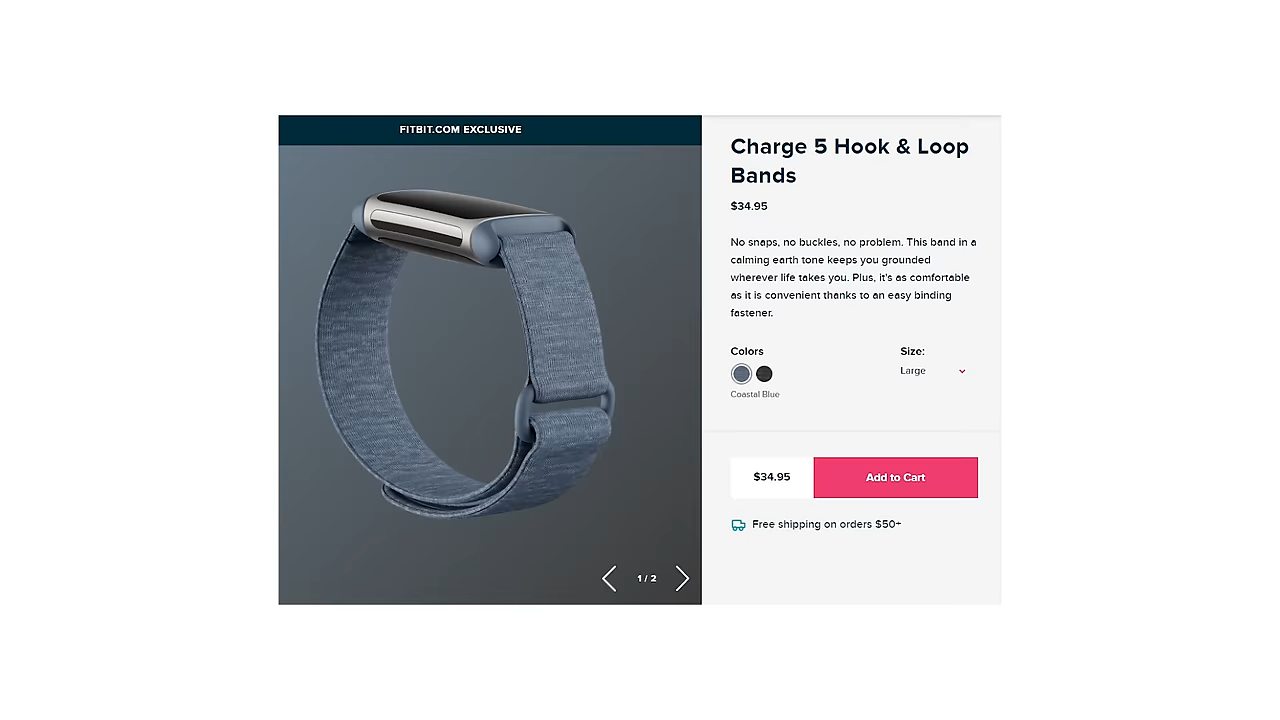 FITBIT.COM EXCLUSIVE
Charge 5 Hook & Loop
Bands
$34.95
No snaps, no buckles, no problem. This band in a
calming earth tone keeps you grounded
wherever life takes you. Plus, it's as comfortable
as it is convenient thanks to an easy binding
fastener.
Colors
Coastal Blue
Size:
Large
$34.95
Add to Cart
Free shipping on orders $50+
1 / 2